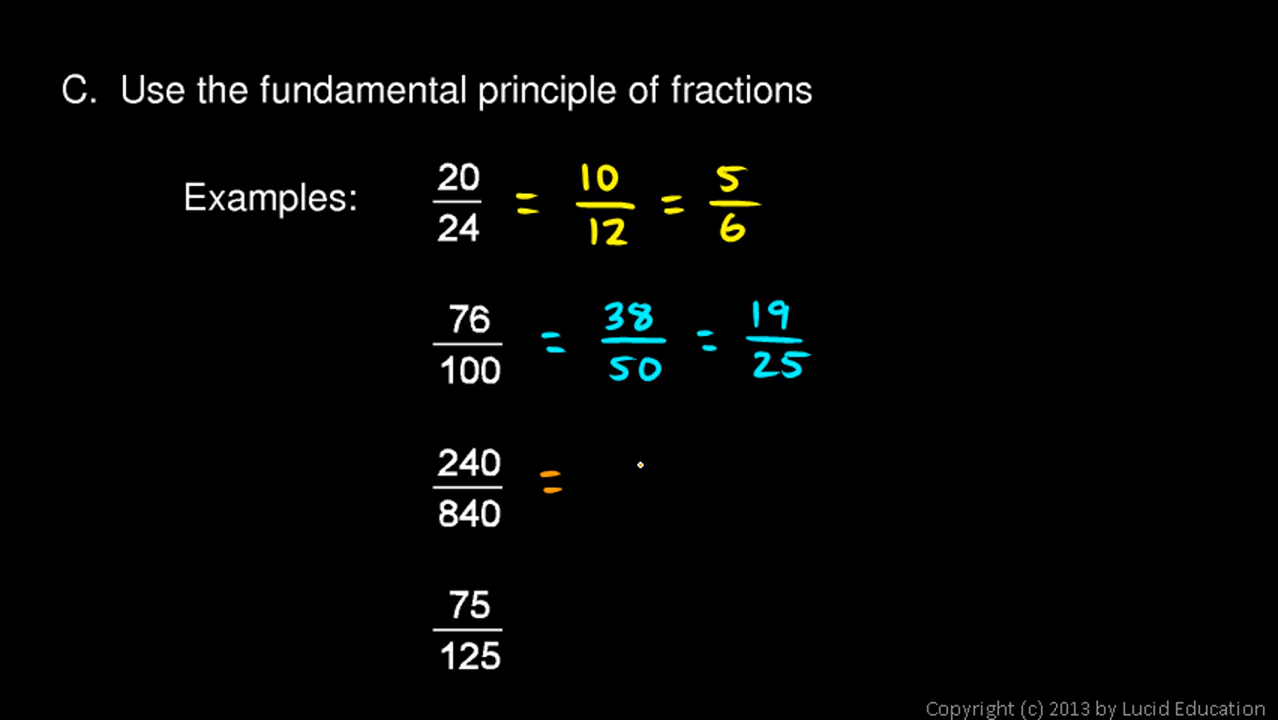 C. Use the fundamental principle of fractions
Examples: 20/24 = 10/12 = 5/6
76/100 = 38/50 = 19/25
240/840 =
75/125
Copyright (c) 2013 by Lucid Education